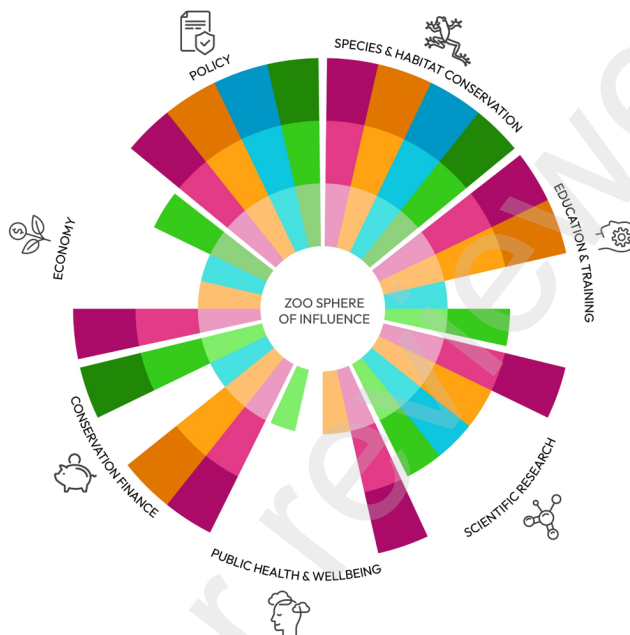 POLICY
SPECIES & HABITAT CONSERVATION
EDUCATION & TRAINING
ECONOMY
ZOO SPHERE
OF INFLUENCE
CONSERVATION FINANCE
SCIENTIFIC RESEARCH
PUBLIC HEALTH & WELLBEING
$